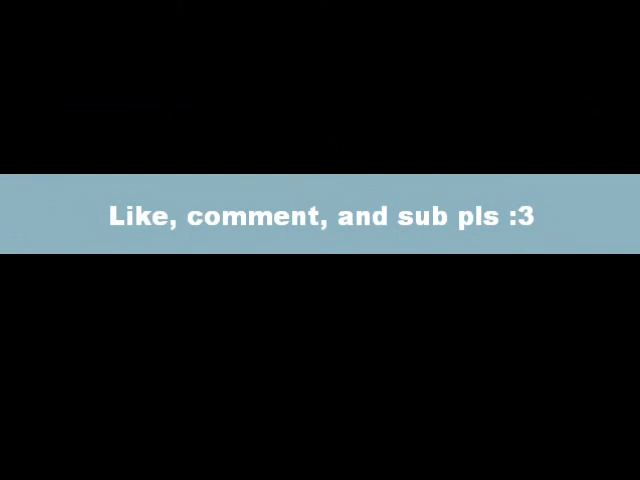 Like, comment, and sub pls :3